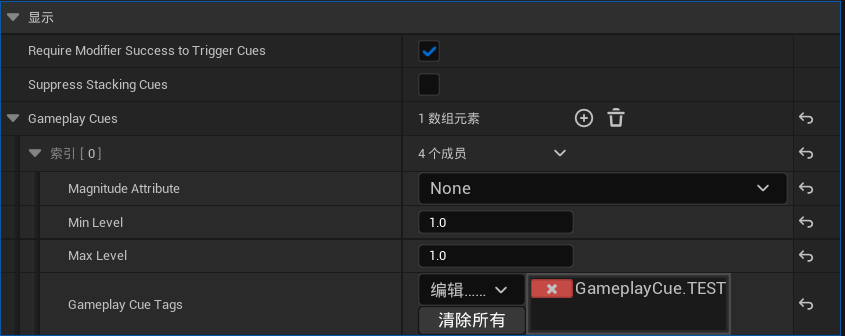 显示
Require Modifier Success to Trigger Cues
Suppress Stacking Cues
Gameplay Cues 1 数组元素
索引 [ 0 ] 4 个成员
Magnitude Attribute None
Min Level 1.0
Max Level 1.0
Gameplay Cue Tags 编辑...... GameplayCue.TEST
清除所有